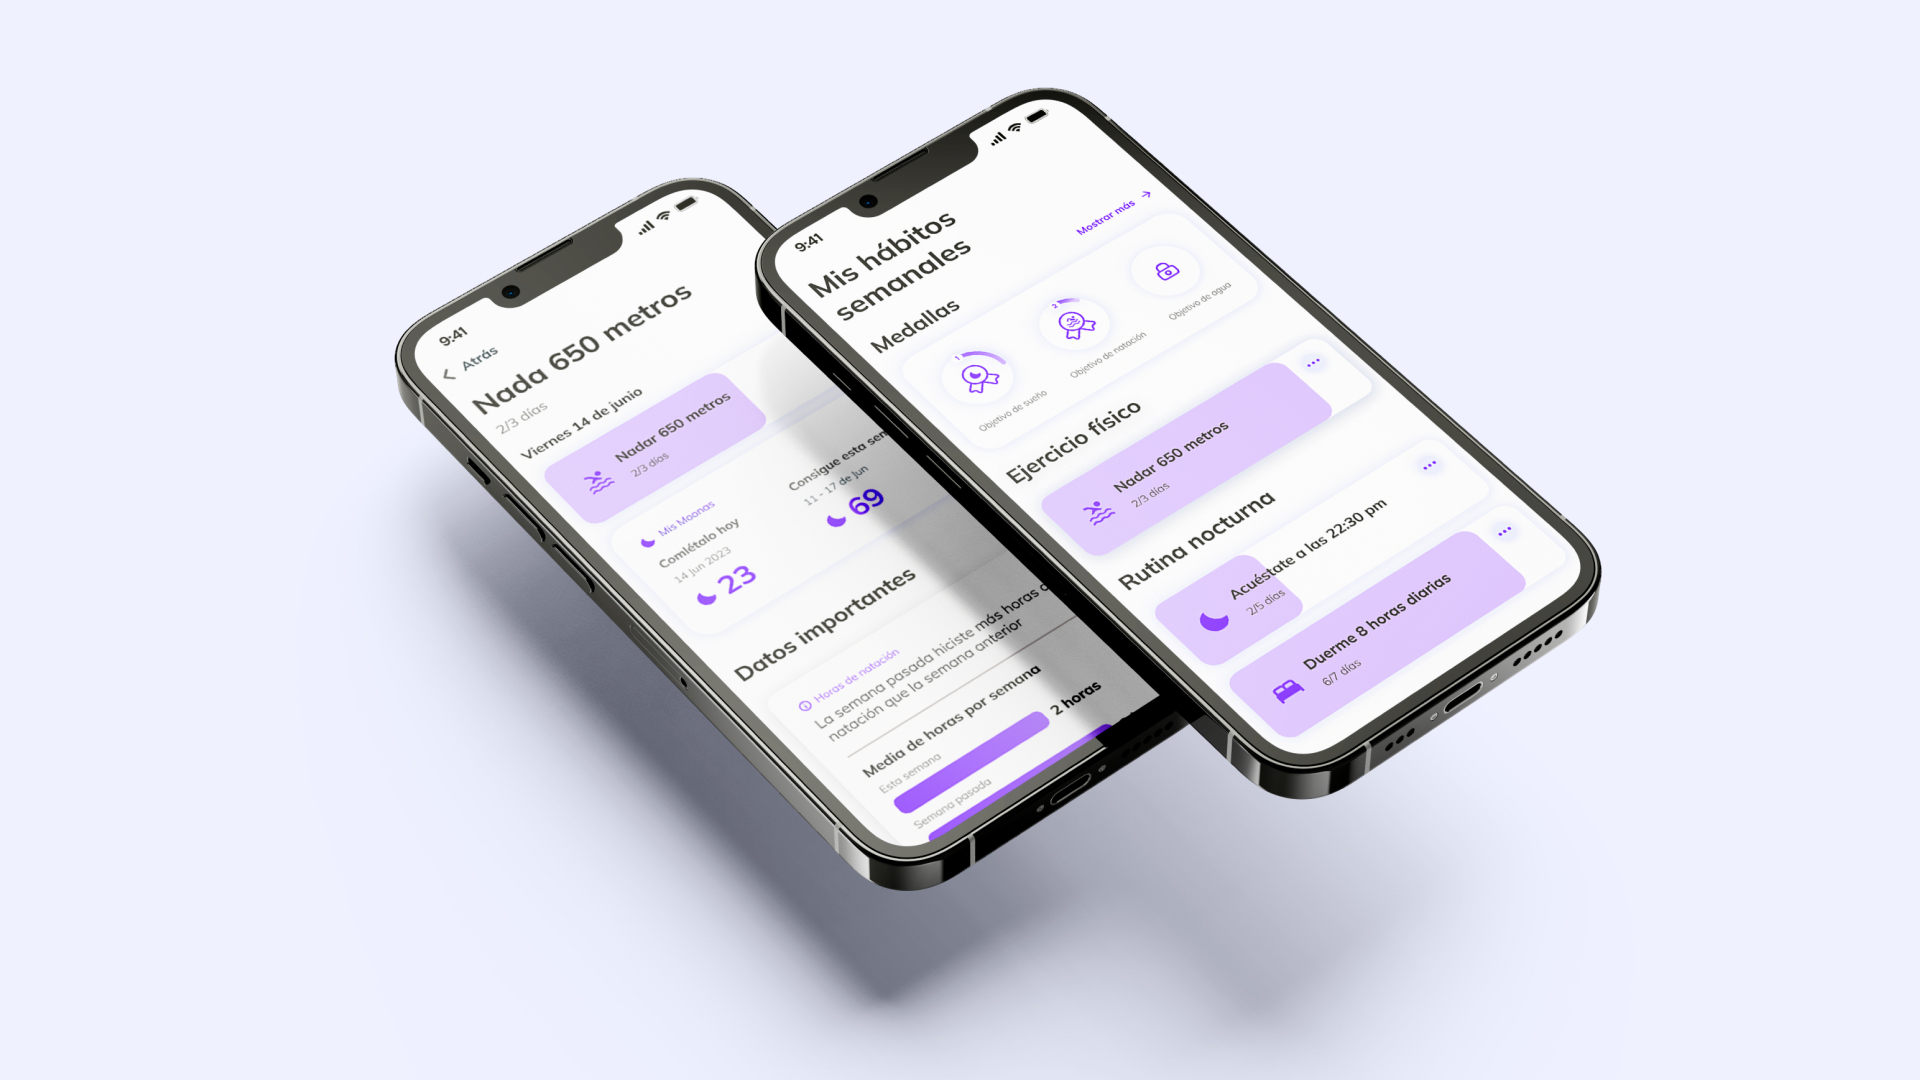 9:41
Atrás
Nada 650 metros
2/3 días
Viernes 14 de junio
Nadar 650 metros
2/3 días
Mis Moonas
Comlétalo hoy
14 Jun 2023
23
Consigue esta
11 - 17 de Jun
69
Datos importantes
Horas de natación
La semana pasada hiciste más horas
natación que la semana anterior
Media de horas por semana
Esta semana
2 horas
Semana pasada
9:41
Mis hábitos
semanales
Medallas
Mostrar más
1
Objetivo de sueño
2
Objetivo de natación
Objetivo de agua
Ejercicio físico
Nadar 650 metros
2/3 días
Rutina nocturna
Acuéstate a las 22:30 pm
2/5 días
Duerme 8 horas diarias
6/7 días